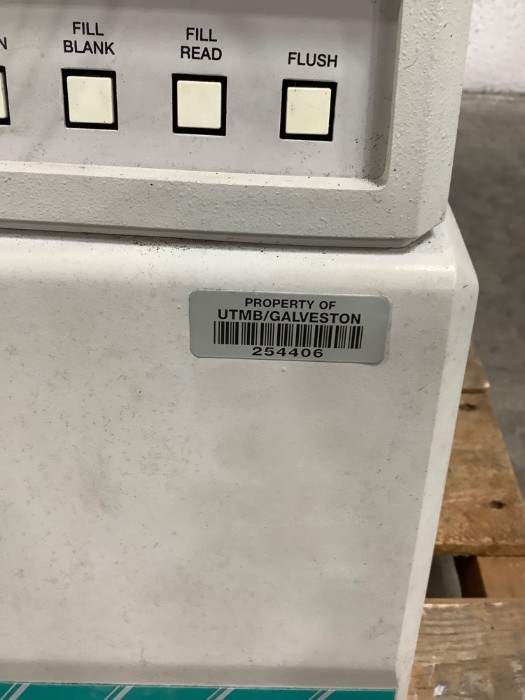 FILL
BLANK
FILL
READ
FLUSH
PROPERTY OF
UTMB/GALVESTON
254406